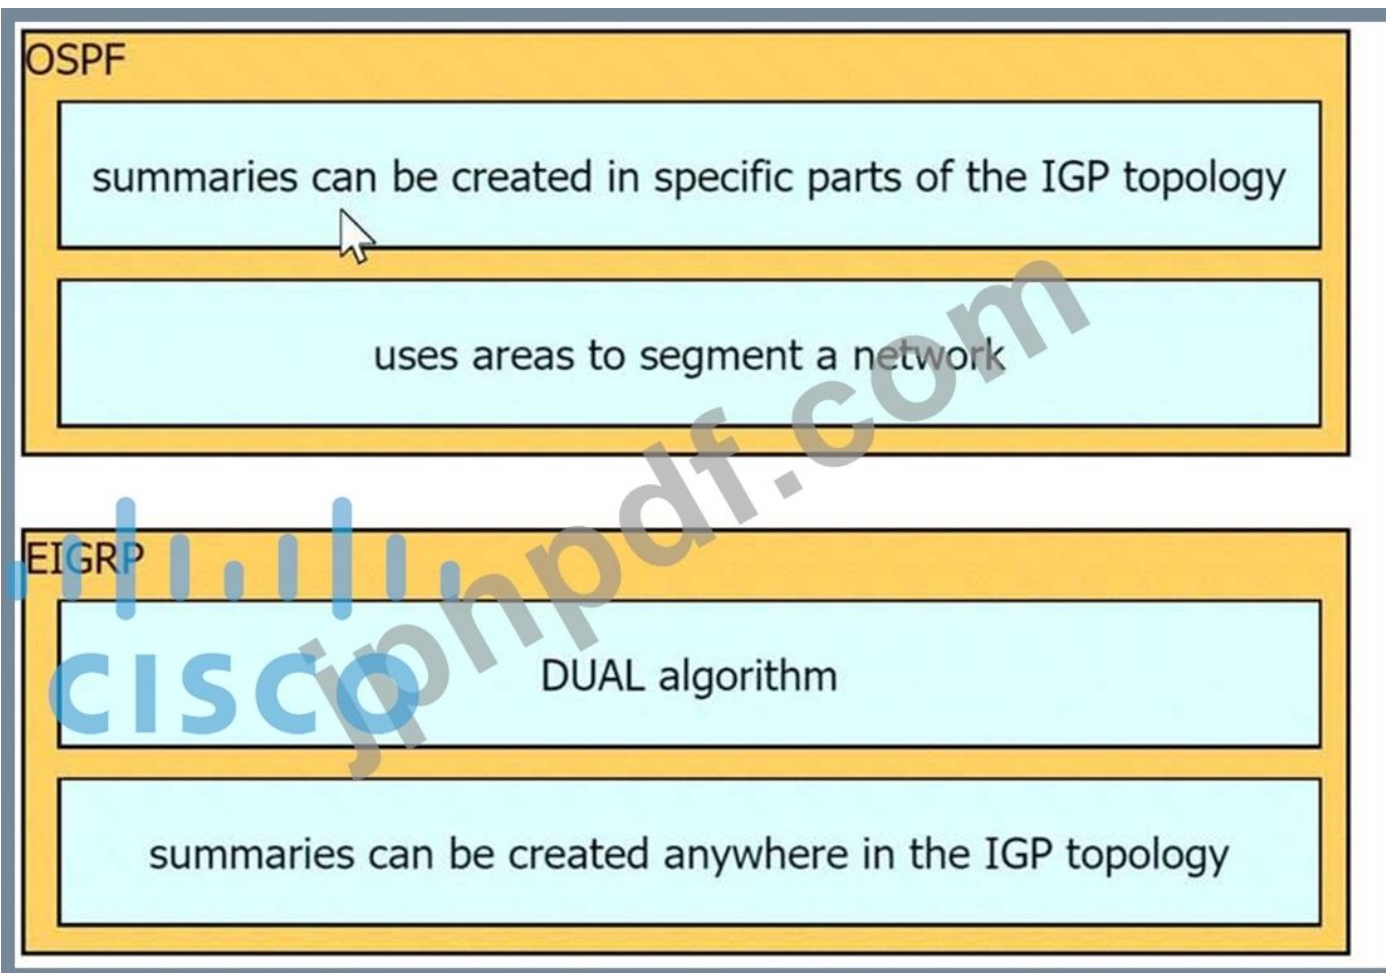 OSPF
summaries can be created in specific parts of the IGP topology
uses areas to segment a network
EIGRP
CISCO
DUAL algorithm
summaries can be created anywhere in the IGP topology
jpnpdf.com